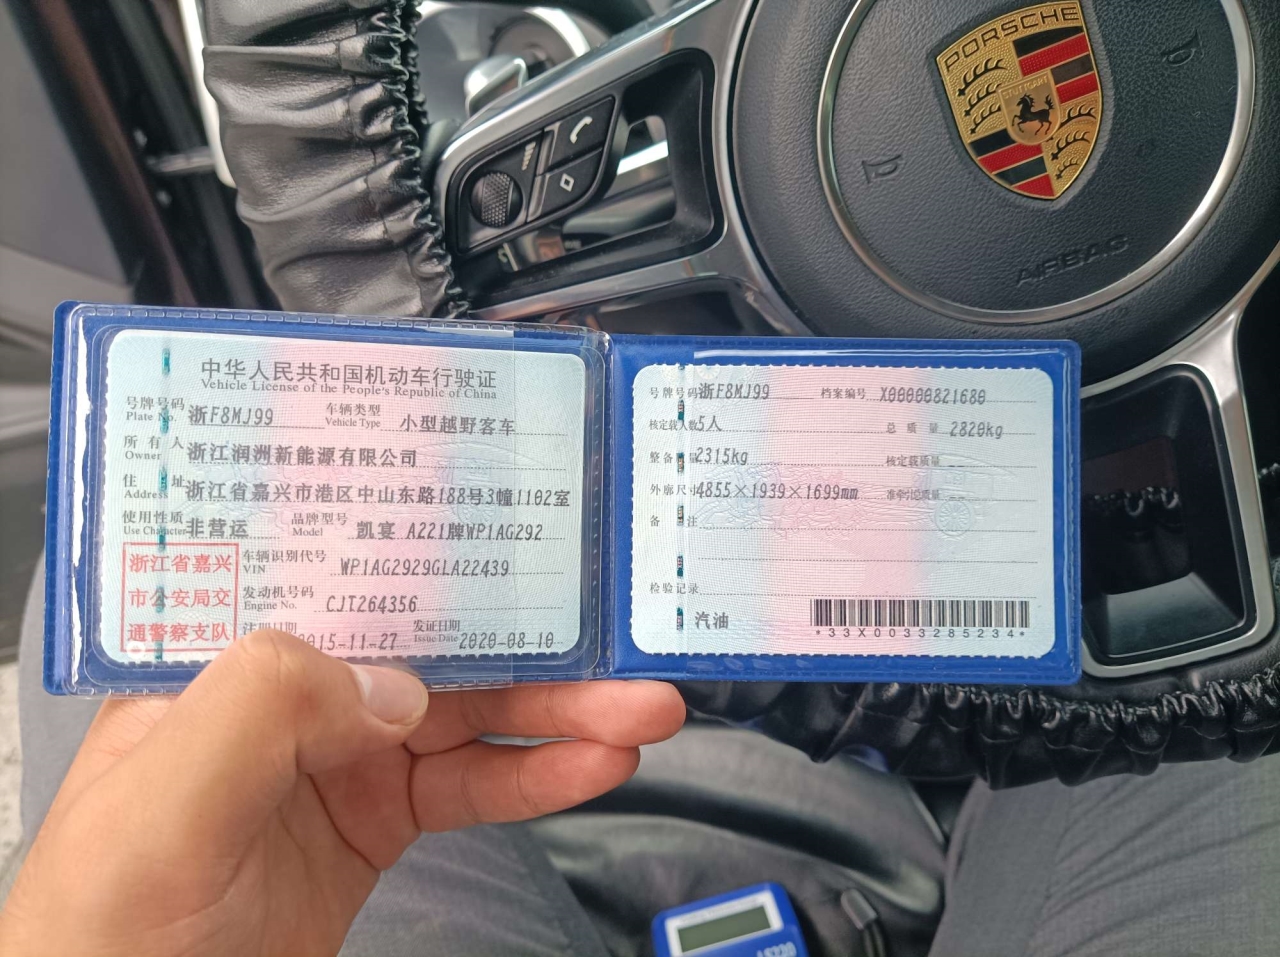 PORSCHE
STUTTGART
AIRBAG
中华人民共和国机动车行驶证
Vehicle License of the People's Republic of China
号牌号码 浙F8MJ99 车辆类型 小型越野客车
Plate No. Vehicle Type
所有人 浙江润洲新能源有限公司
Owner
住址 浙江省嘉兴市港区中山东路188号3幢1102室
Address
使用性质 非营运 品牌型号 凯宴 A221牌WP1AG292
Use Character Model
浙江省嘉兴
市公安局交
通警察支队
车辆识别代号 WP1AG2929GLA22439
VIN
发动机号码 CJT264356
Engine No.
注册日期 015-11-27 发证日期 2020-08-10
Issue Date
号牌号码 浙F8MJ99 档案编号 X00000821680
核定载人数 5人 总质量 2820kg
整备 量 2315kg 核定载质量 --
外廓尺寸 4855×1939×1699mm 准牵引总质量 --
备注
检验记录
汽油
*33X0033285234*